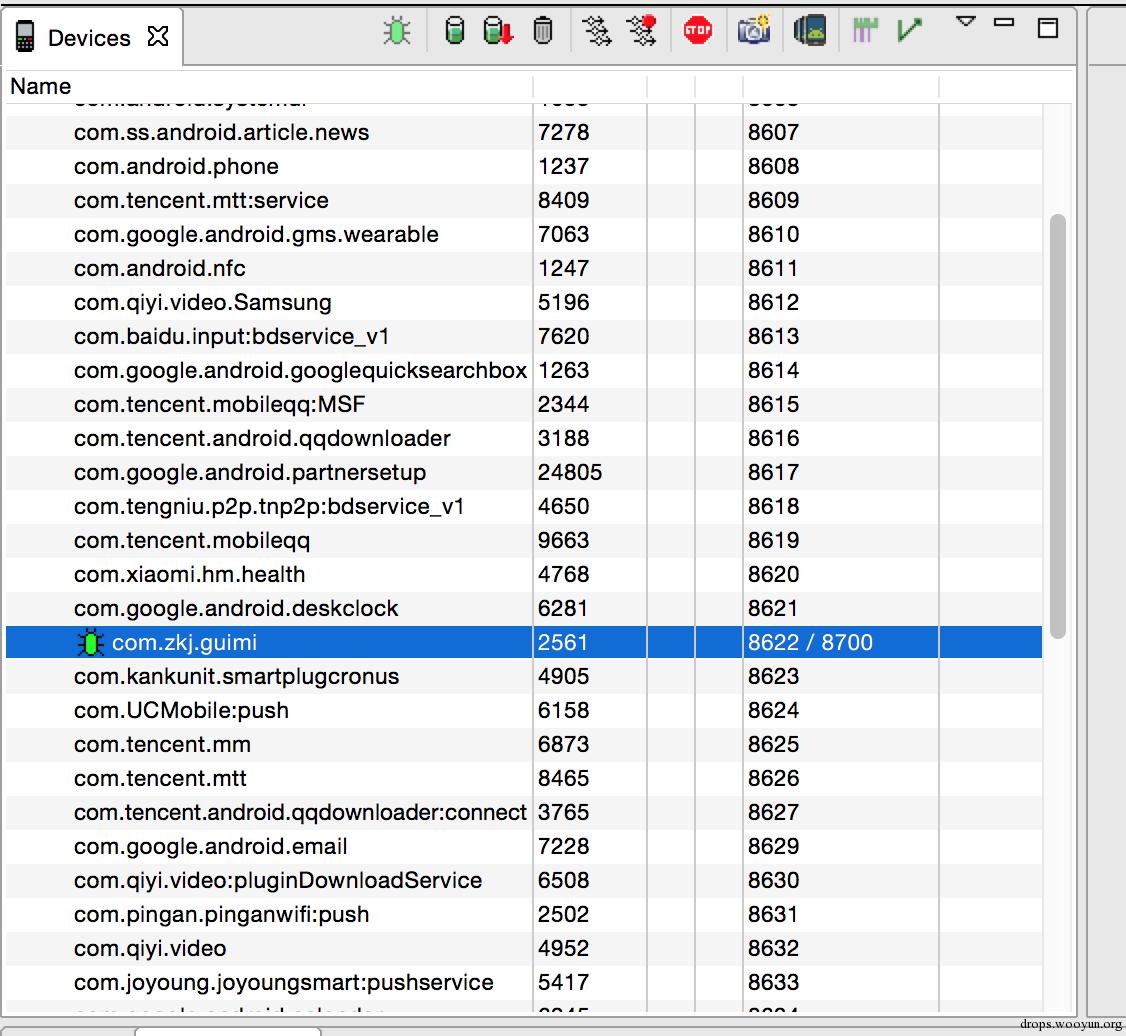 Devices
STOP
Name
com.ss.android.article.news 7278 8607
com.android.phone 1237 8608
com.tencent.mtt:service 8409 8609
com.google.android.gms.wearable 7063 8610
com.android.nfc 1247 8611
com.qiyi.video.Samsung 5196 8612
com.baidu.input:bdservice_v1 7620 8613
com.google.android.googlequicksearchbox 1263 8614
com.tencent.mobileqq:MSF 2344 8615
com.tencent.android.qqdownloader 3188 8616
com.google.android.partnersetup 24805 8617
com.tengniu.p2p.tnp2p:bdservice_v1 4650 8618
com.tencent.mobileqq 9663 8619
com.xiaomi.hm.health 4768 8620
com.google.android.deskclock 6281 8621
com.zkj.guimi 2561 8622 / 8700
com.kankunit.smartplugcronus 4905 8623
com.UCMobile:push 6158 8624
com.tencent.mm 6873 8625
com.tencent.mtt 8465 8626
com.tencent.android.qqdownloader:connect 3765 8627
com.google.android.email 7228 8629
com.qiyi.video:pluginDownloadService 6508 8630
com.pingan.pinganwifi:push 2502 8631
com.qiyi.video 4952 8632
com.joyoung.joyoungsmart:pushservice 5417 8633
drops.wooyun.org